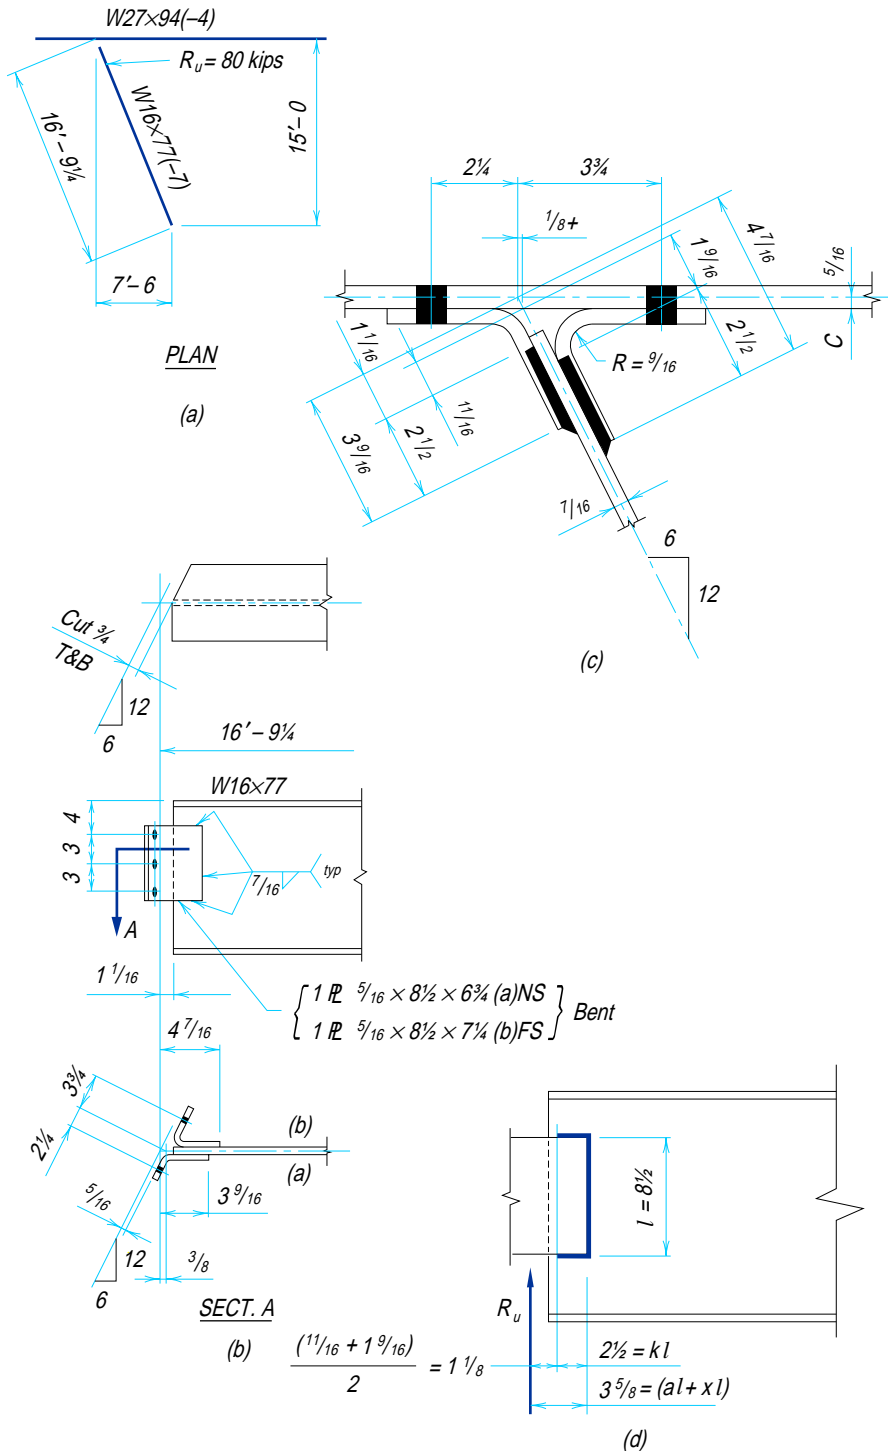 W27×94(–4)
Ru = 80 kips
16′ – 9¼
W16×77(–7)
15′–0
7′– 6
PLAN
(a)
2¼
3¾
1/8+
4 7/16
1 9/16
5/16
2 1/2
C
R = 9/16
1 1/16
11/16
2 1/2
3 9/16
7/16
6
12
(c)
Cut ¾
T&B
12
6
16′ – 9¼
W16×77
4
3
3
7/16
typ
A
1 1/16
1 PL 5/16 × 8½ × 6¾ (a)NS
1 PL 5/16 × 8½ × 7¼ (b)FS
Bent
4 7/16
3¾
2¼
(b)
(a)
3 9/16
5/16
12
3/8
6
SECT. A
(b)
l = 8½
Ru
(11/16 + 1 9/16)
2
= 1 1/8
2½ = kl
3 5/8 = (al + xl)
(d)